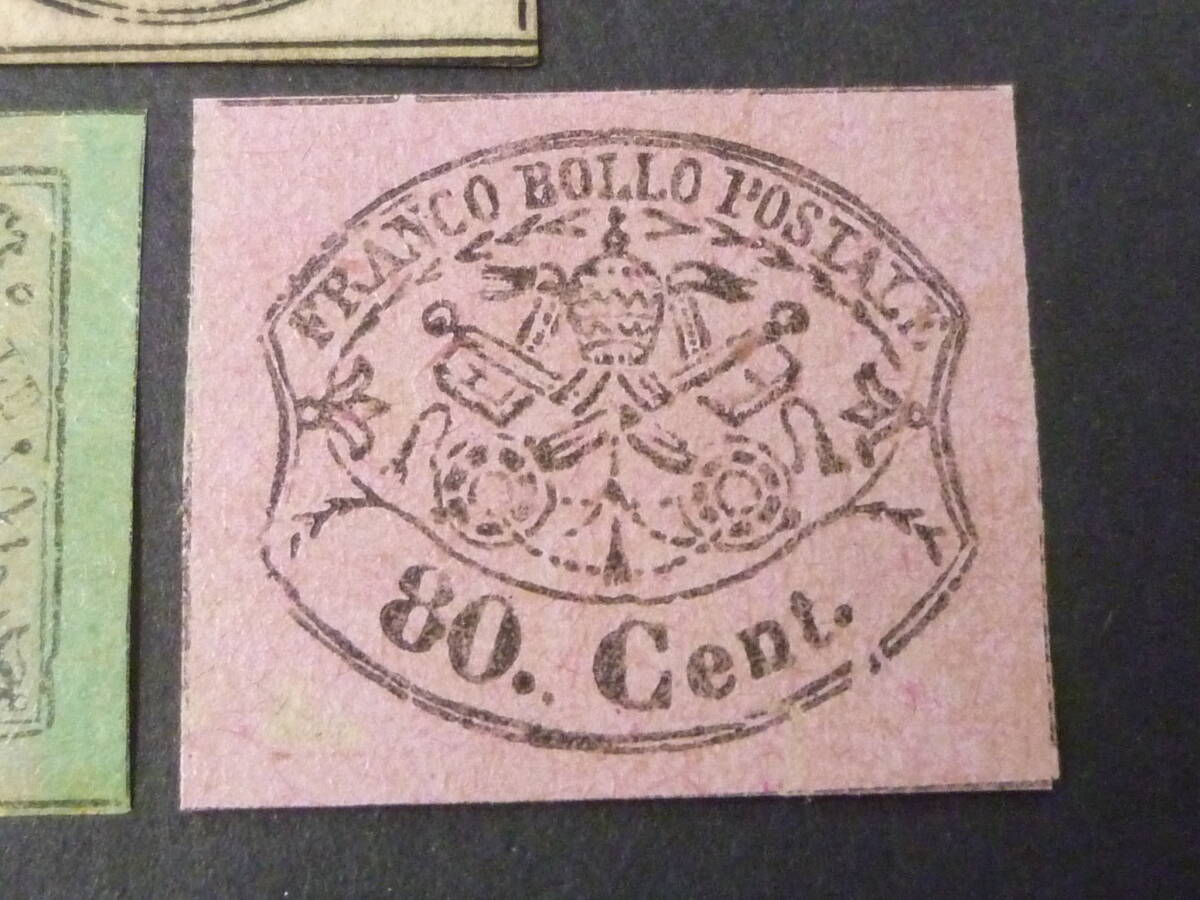 FRANCO BOLLO POSTALE
80. Cent.